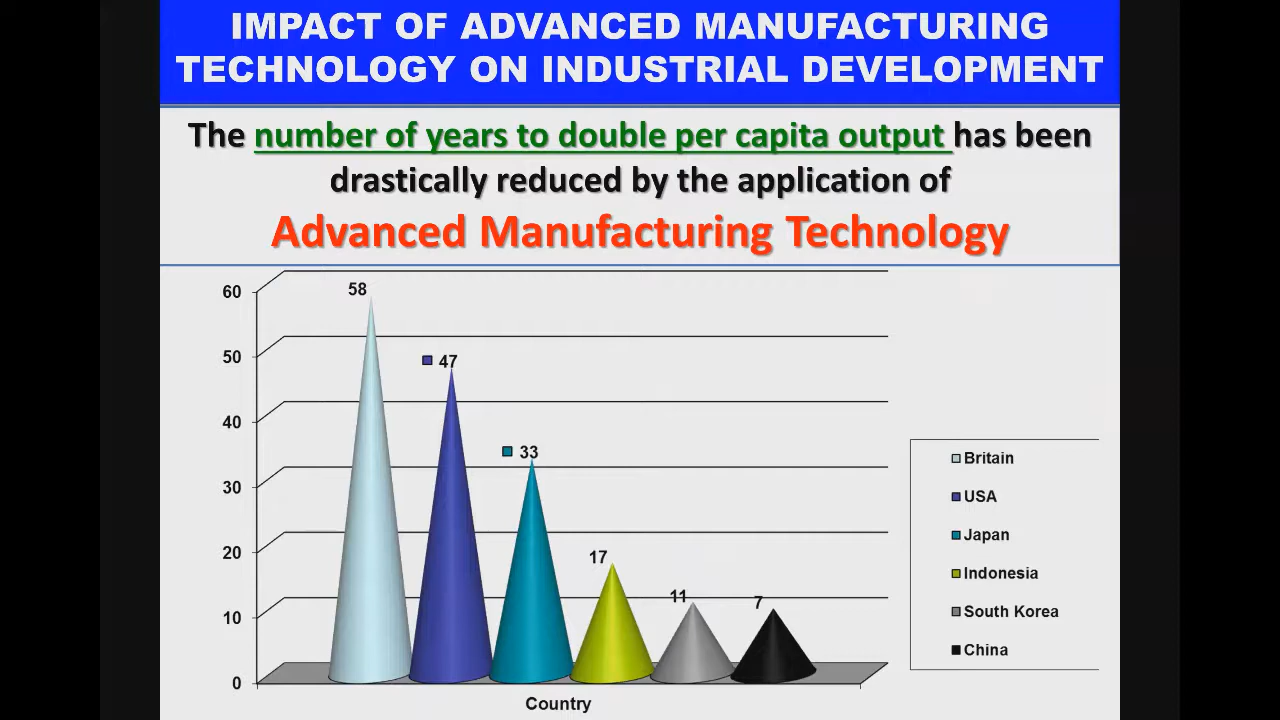 IMPACT OF ADVANCED MANUFACTURING
TECHNOLOGY ON INDUSTRIAL DEVELOPMENT
The number of years to double per capita output has been
drastically reduced by the application of
Advanced Manufacturing Technology
60
50
40
30
20
10
0
58
47
33
17
11
7
Country
Britain
USA
Japan
Indonesia
South Korea
China